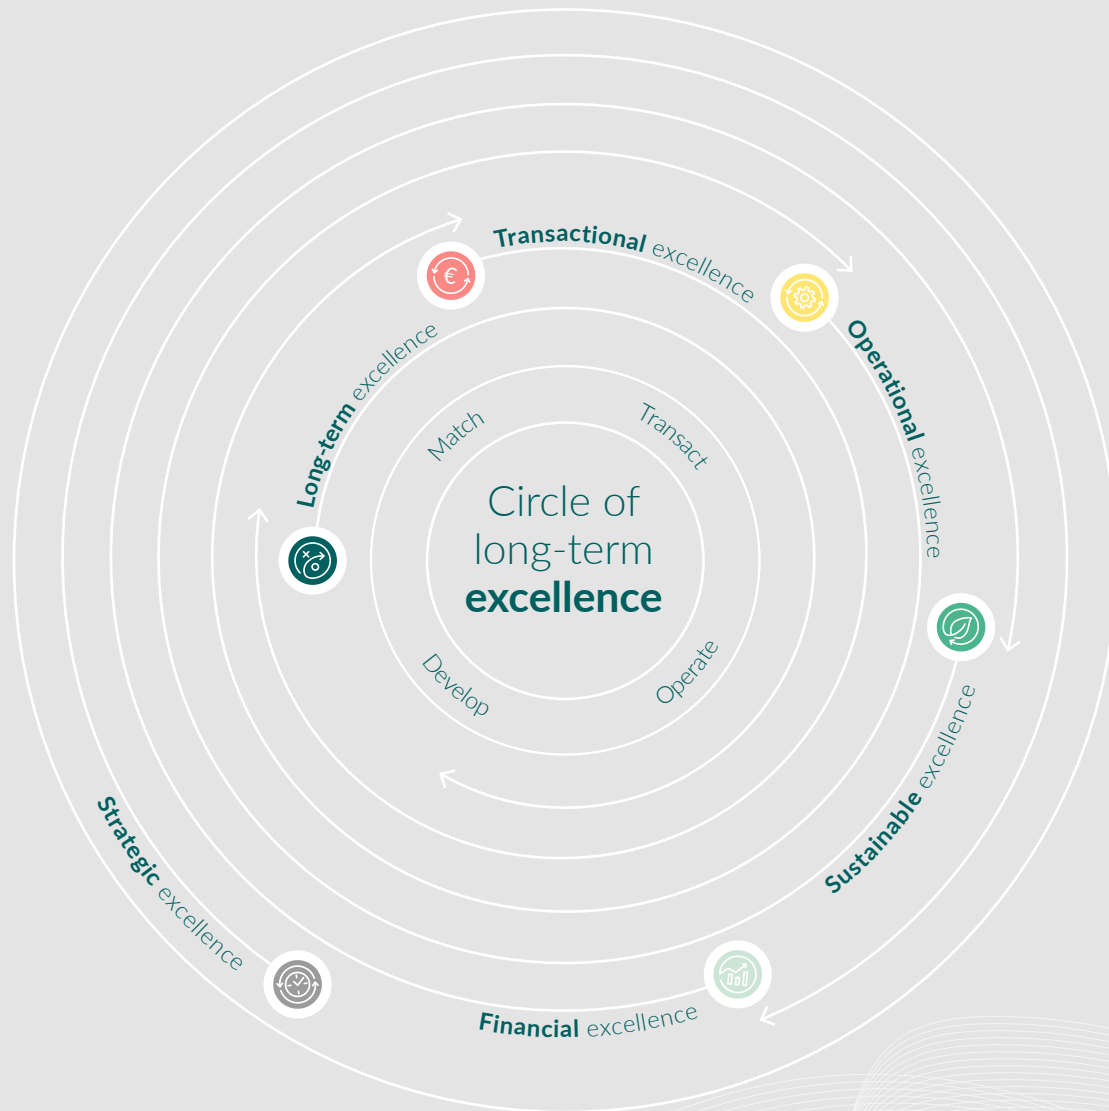 Transactional excellence
Operational excellence
Long-term excellence
€
Match
Transact
Circle of
long-term
excellence
Develop
Operate
Sustainable excellence
Strategic excellence
Financial excellence